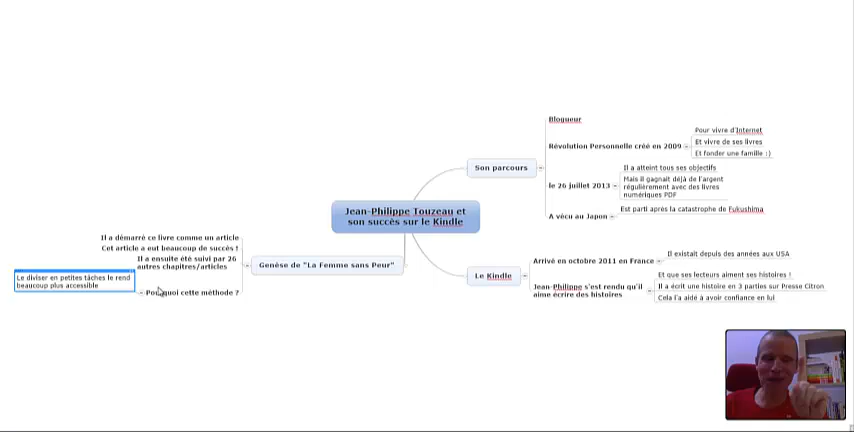 Jean-Philippe Touzeau et
son succès sur le Kindle
Son parcours
Blogueur
Révolution Personnelle créé en 2009
Pour vivre d'Internet
Et vivre de ses livres
Et fonder une famille :)
le 26 juillet 2013
Il a atteint tous ses objectifs
Mais il gagnait déjà de l'argent
régulièrement avec des livres
numériques PDF
A vécu au Japon
Est parti après la catastrophe de Fukushima
Le Kindle
Arrivé en octobre 2011 en France
Il existait depuis des années aux USA
Jean-Philippe s'est rendu qu'il
aime écrire des histoires
Et que ses lecteurs aiment ses histoires !
Il a écrit une histoire en 3 parties sur Presse Citron
Cela l'a aidé à avoir confiance en lui
Genèse de "La Femme sans Peur"
Il a démarré ce livre comme un article
Cet article a eut beaucoup de succès !
Il a ensuite été suivi par 26
autres chapitres/articles
Pourquoi cette méthode ?
Le diviser en petites tâches le rend
beaucoup plus accessible